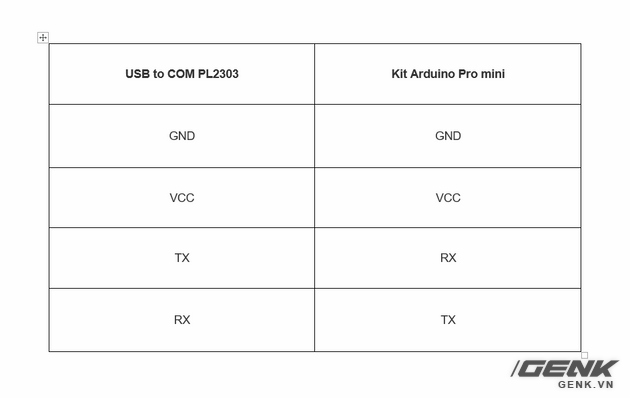 USB to COM PL2303 Kit Arduino Pro mini
GND GND
VCC VCC
TX RX
RX TX
GENK
GENK.VN